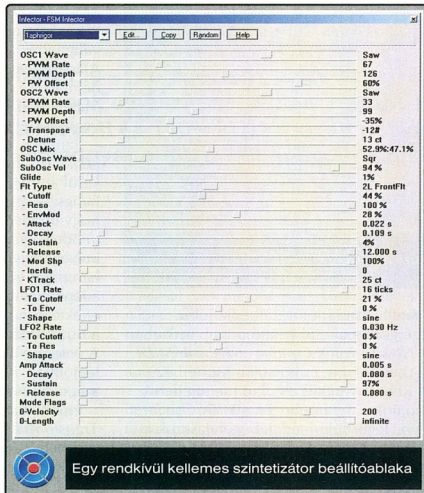 Infector - FSM Infector
Taphrigor Edit... Copy Random Help
OSC1 Wave Saw
- PWM Rate 67
- PWM Depth 126
- PW Offset 60%
OSC2 Wave Saw
- PWM Rate 33
- PWM Depth 99
- PW Offset -35%
- Transpose -12#
- Detune 13 ct
OSC Mix 52.9%:47.1%
SubOsc Wave Sqr
SubOsc Vol 94 %
Glide 1%
Flt Type 2L FrontFlt
- Cutoff 44 %
- Reso 100 %
- EnvMod 28 %
- Attack 0.022 s
- Decay 0.109 s
- Sustain 4%
- Release 12.000 s
- Mod Shp 100%
- Inertia 0
- KTrack 25 ct
LFO1 Rate 16 ticks
- To Cutoff 21 %
- To Env 0 %
- Shape sine
LFO2 Rate 0.030 Hz
- To Cutoff 0 %
- To Res 0 %
- Shape sine
Amp Attack 0.005 s
- Decay 0.080 s
- Sustain 97%
- Release 0.080 s
Mode Flags
0-Velocity 200
0-Length infinite
Egy rendkívül kellemes szintetizátor beállítóablaka